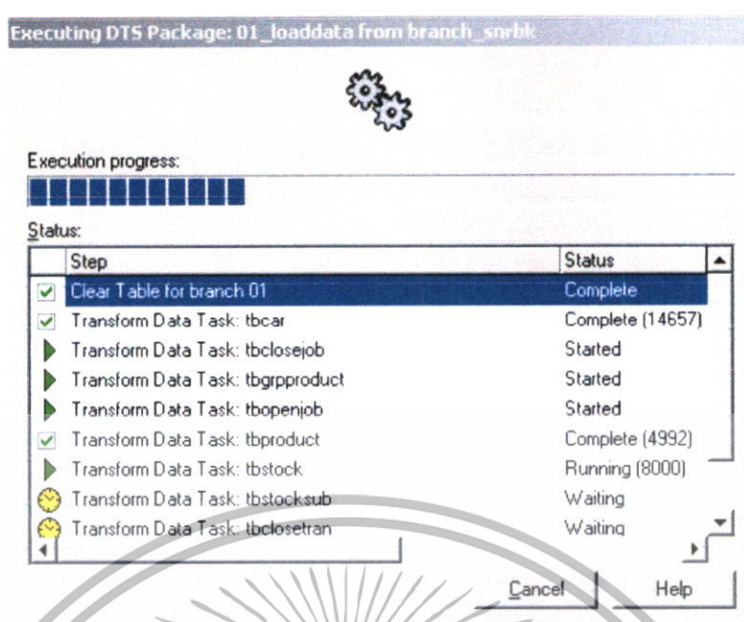 Executing DTS Package: 01_loaddata from branch_snrbk
Execution progress:
Status:
Step Status
Clear Table for branch 01 Complete
Transform Data Task: tbcar Complete (14657)
Transform Data Task: tbclosejob Started
Transform Data Task: tbgrpproduct Started
Transform Data Task: tbopenjob Started
Transform Data Task: tbproduct Complete (4992)
Transform Data Task: tbstock Running (8000)
Transform Data Task: tbstocksub Waiting
Transform Data Task: tbclosetran Waiting
Cancel Help